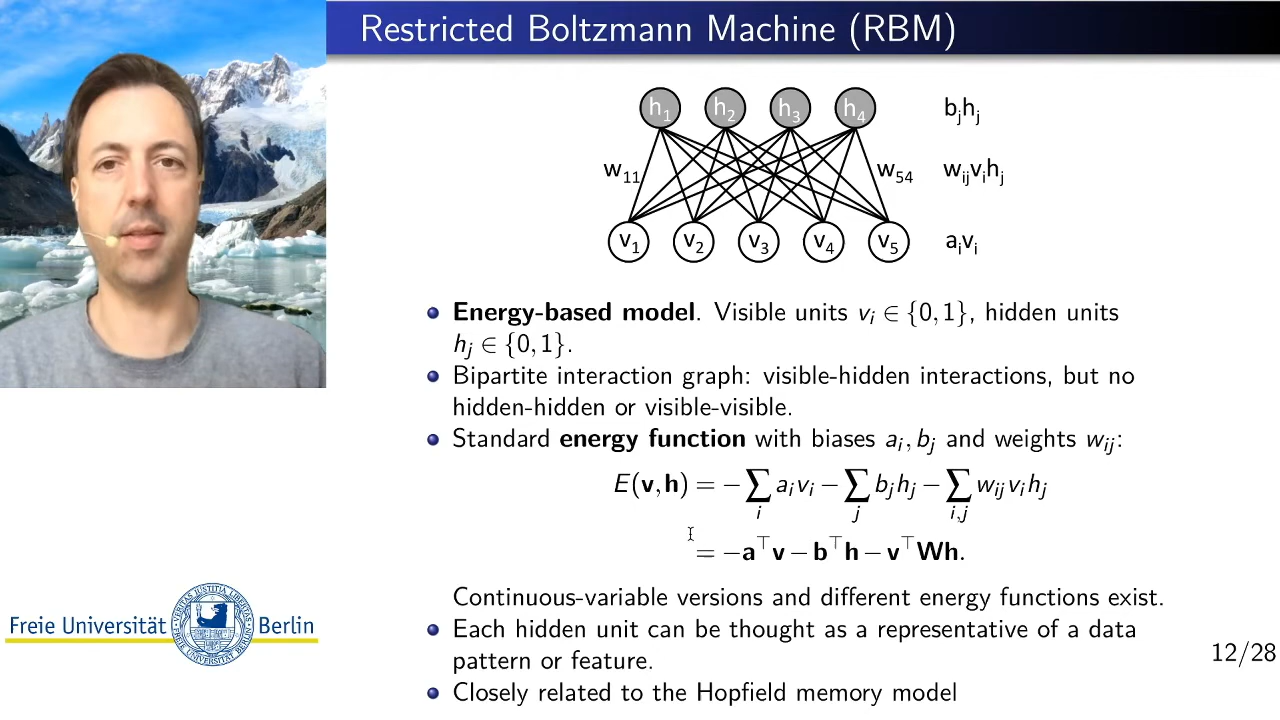 Restricted Boltzmann Machine (RBM)
h1 h2 h3 h4 bjhj
w11 w54 wijvihj
v1 v2 v3 v4 v5 aivi
Energy-based model. Visible units vi ∈ {0,1}, hidden units
hj ∈ {0,1}.
Bipartite interaction graph: visible-hidden interactions, but no
hidden-hidden or visible-visible.
Standard energy function with biases ai, bj and weights wij:
E(v,h) = −∑i aivi − ∑j bjhj − ∑i,j wijvihj
= −a⊤v − b⊤h − v⊤Wh.
Continuous-variable versions and different energy functions exist.
Each hidden unit can be thought as a representative of a data
pattern or feature.
Closely related to the Hopfield memory model
Freie Universität Berlin
12/28